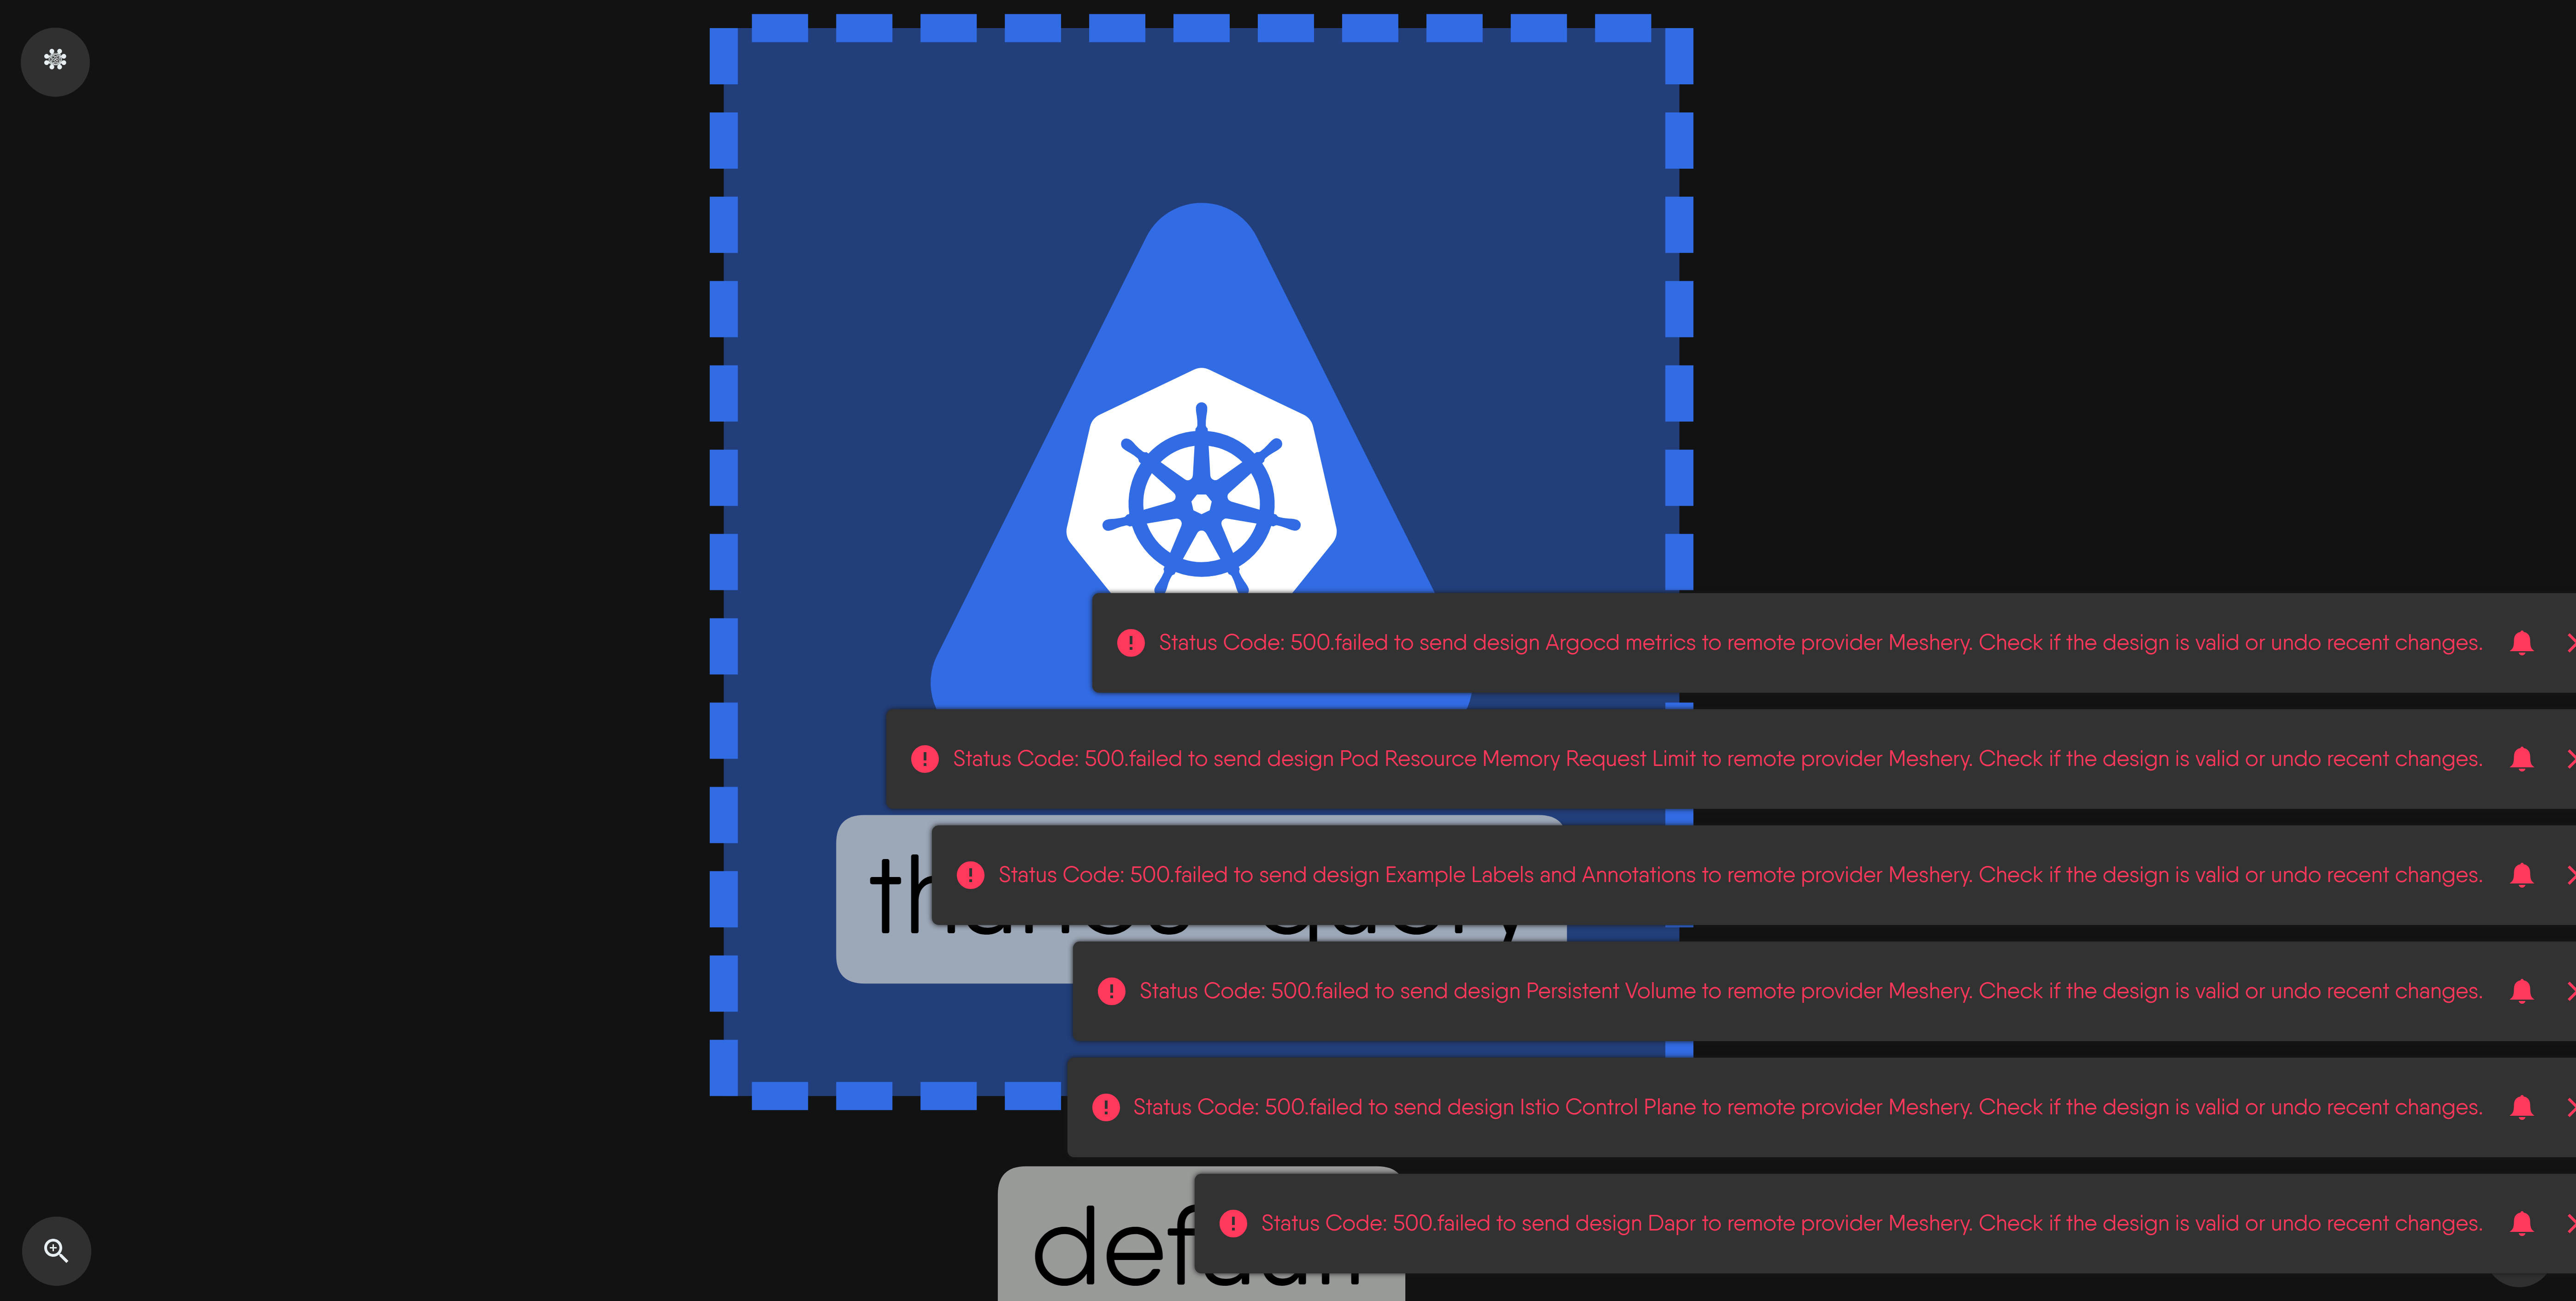 Status Code: 500.failed to send design Argocd metrics to remote provider Meshery. Check if the design is valid or undo recent changes.
Status Code: 500.failed to send design Pod Resource Memory Request Limit to remote provider Meshery. Check if the design is valid or undo recent changes.
Status Code: 500.failed to send design Example Labels and Annotations to remote provider Meshery. Check if the design is valid or undo recent changes.
Status Code: 500.failed to send design Persistent Volume to remote provider Meshery. Check if the design is valid or undo recent changes.
Status Code: 500.failed to send design Istio Control Plane to remote provider Meshery. Check if the design is valid or undo recent changes.
Status Code: 500.failed to send design Dapr to remote provider Meshery. Check if the design is valid or undo recent changes.
default